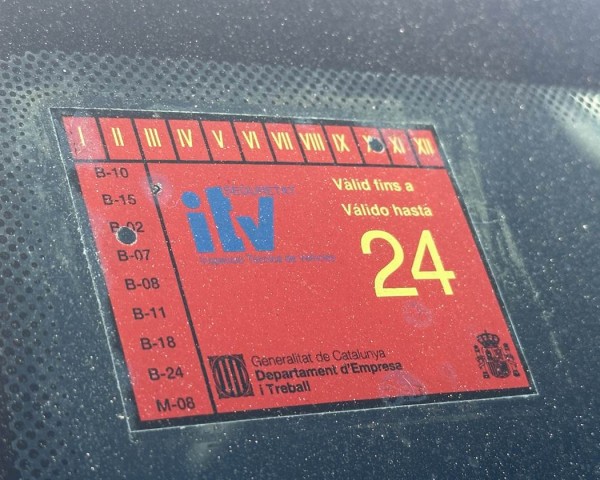 I II III IV V VI VII VIII IX X XI XII
B-10
B-15
B-02
B-07
B-08
B-11
B-18
B-24
M-08
itv
Vàlid fins a
Válido hasta
24
Generalitat de Catalunya
Departament d'Empresa
i Treball